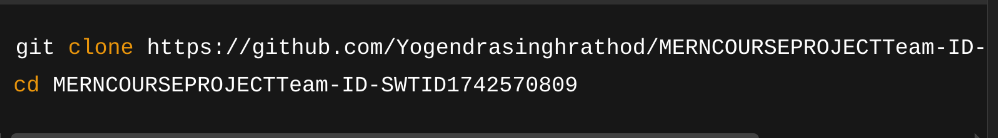 git clone https://github.com/Yogendrasinghrathod/MERNCOURSEPROJECTTeam-ID-
cd MERNCOURSEPROJECTTeam-ID-SWTID1742570809